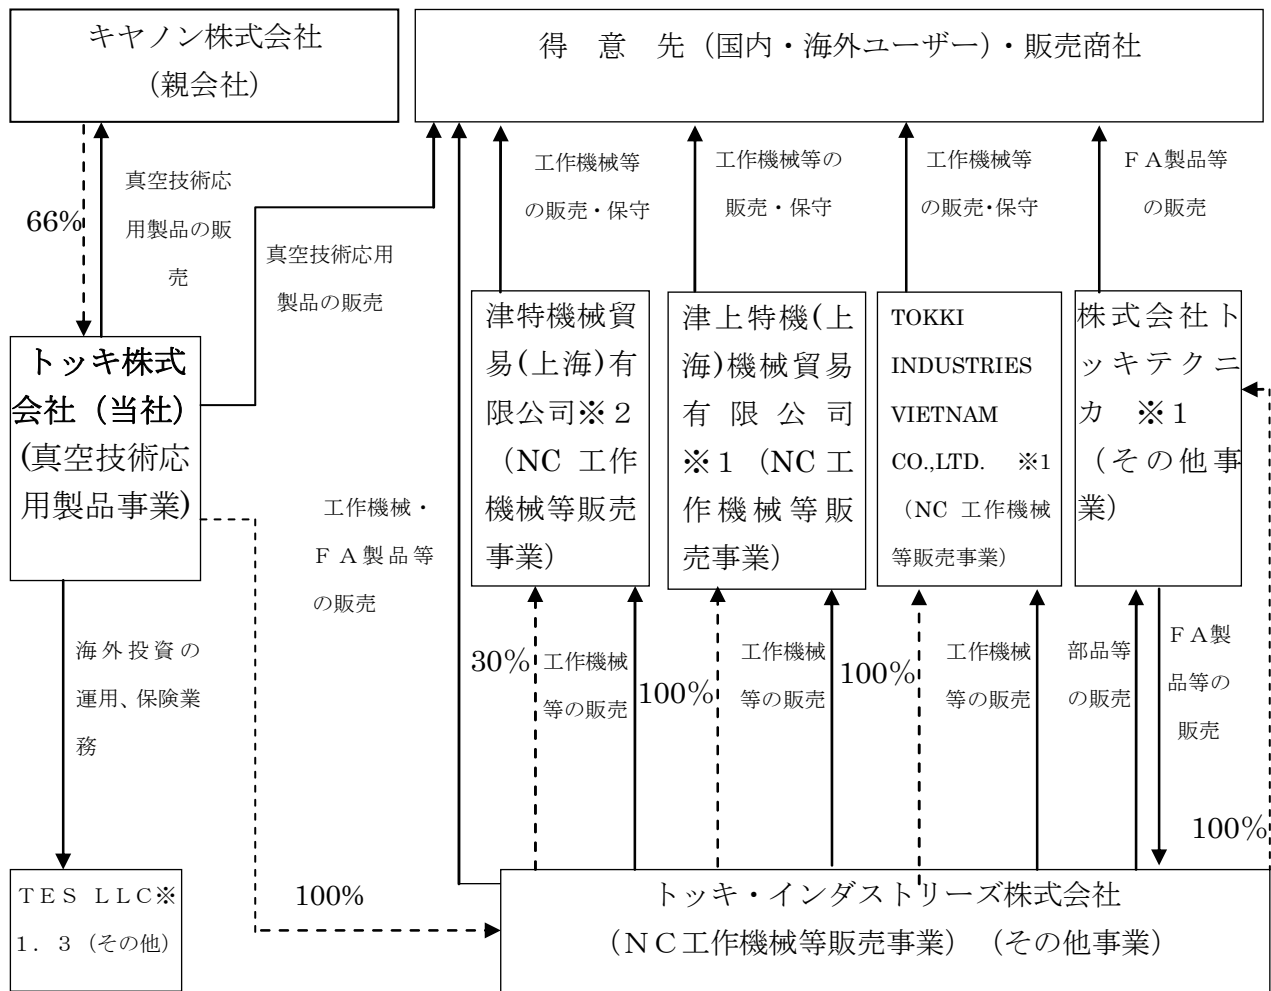 キヤノン株式会社
(親会社)
得 意 先 (国内・海外ユーザー)・販売商社
66%
真空技術応
用製品の販
売
真空技術応用
製品の販売
工作機械等
の販売・保守
工作機械等の
販売・保守
工作機械等
の販売・保守
ＦＡ製品等
の販売
トッキ株式
会社（当社）
(真空技術応
用製品事業)
津特機械貿
易(上海)有
限公司※２
（NC 工作
機械等販売
事業）
津上特機(上
海)機械貿易
有限公司
※１（NC工
作機械等販
売事業）
TOKKI
INDUSTRIES
VIETNAM
CO.,LTD. ※1
（NC 工作機械
等販売事業）
株式会社ト
ッキテクニ
カ ※１
（その他事
業）
工作機械・
ＦＡ製品等
の販売
海外投資の
運用、保険業
務
30%
工作機械
等の販売
100%
工作機械
等の販売
100%
工作機械
等の販売
部品等
の販売
ＦＡ製
品等の
販売
100%
100%
ＴＥＳ ＬＬＣ※
１．３（その他）
トッキ・インダストリーズ株式会社
（ＮＣ工作機械等販売事業）（その他事業）